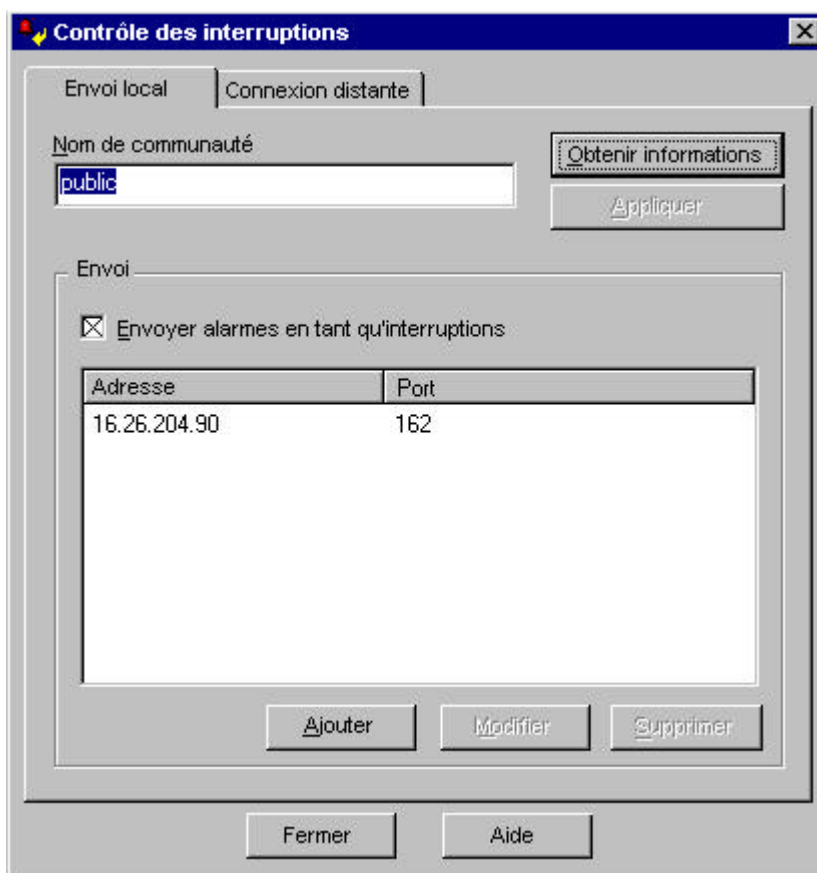 Contrôle des interruptions
Envoi local
Connexion distante
Nom de communauté
public
Obtenir informations
Appliquer
Envoi
Envoyer alarmes en tant qu'interruptions
Adresse Port
16.26.204.90 162
Ajouter Modifier Supprimer
Fermer Aide